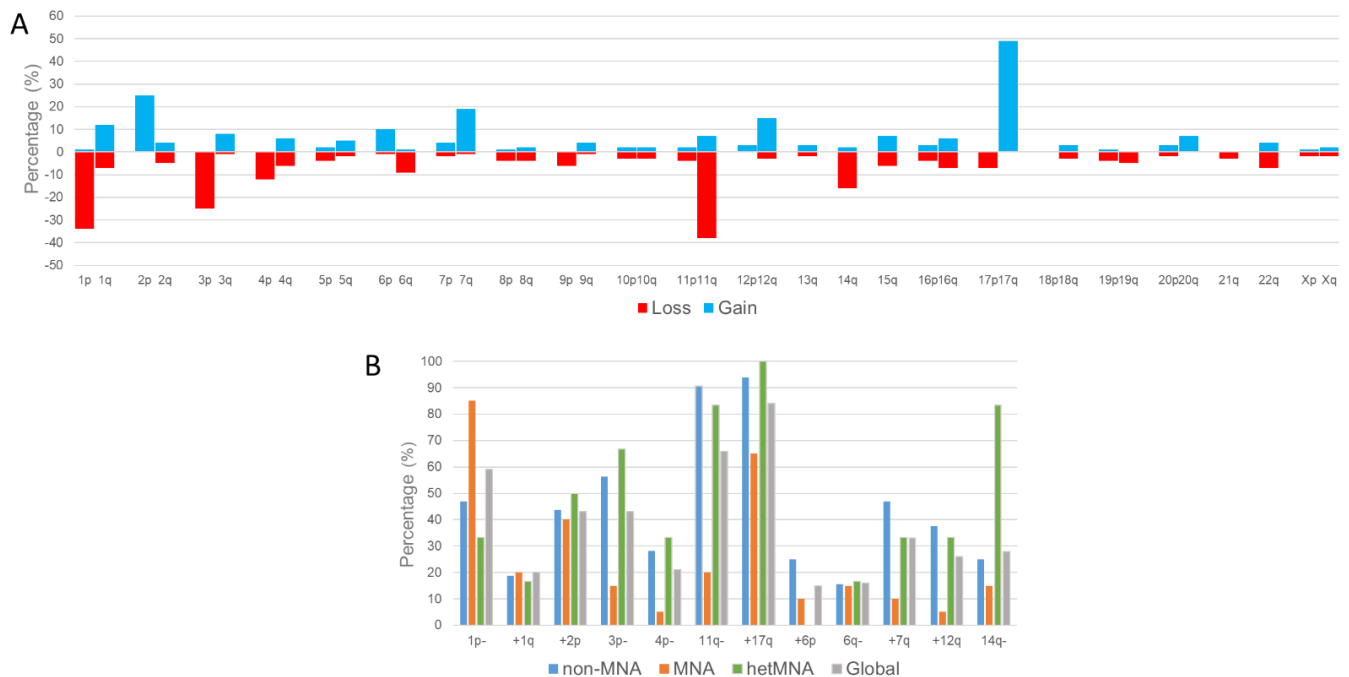 A
Percentage (%)
60
50
40
30
20
10
0
-10
-20
-30
-40
-50
1p 1q 2p 2q 3p 3q 4p 4q 5p 5q 6p 6q 7p 7q 8p 8q 9p 9q 10p10q 11p11q 12p12q 13q 14q 15q 16p16q 17p17q 18p18q 19p19q 20p20q 21q 22q Xp Xq
Loss Gain
B
Percentage (%)
100
90
80
70
60
50
40
30
20
10
0
1p- +1q +2p 3p- 4p- 11q- +17q +6p 6q- +7q +12q 14q-
non-MNA MNA hetMNA Global